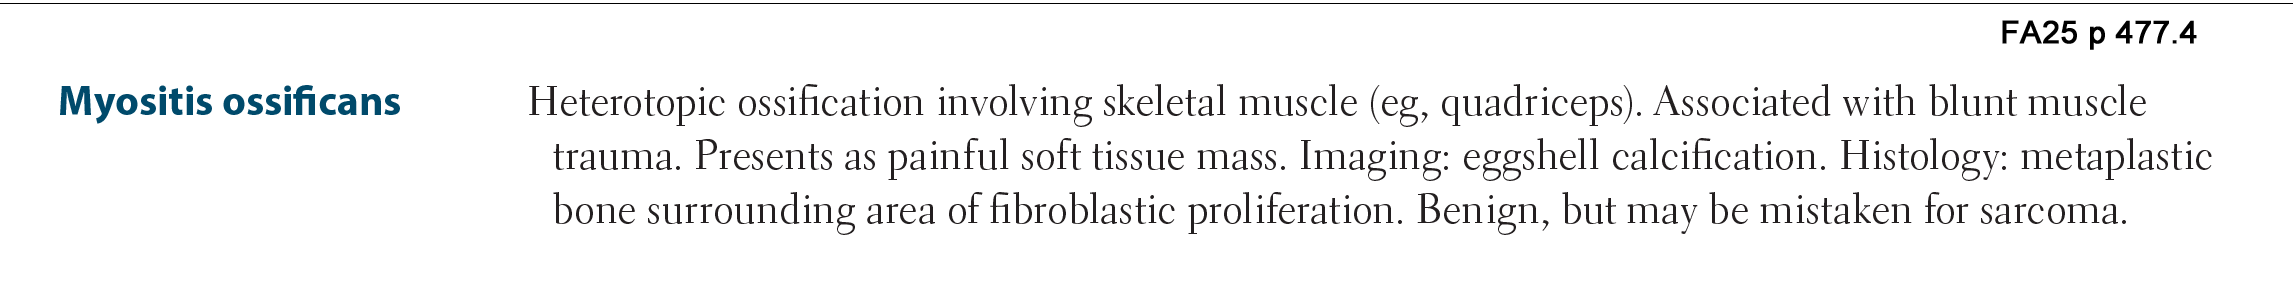 FA25 p 477.4
Myositis ossificans Heterotopic ossification involving skeletal muscle (eg, quadriceps). Associated with blunt muscle
trauma. Presents as painful soft tissue mass. Imaging: eggshell calcification. Histology: metaplastic
bone surrounding area of fibroblastic proliferation. Benign, but may be mistaken for sarcoma.